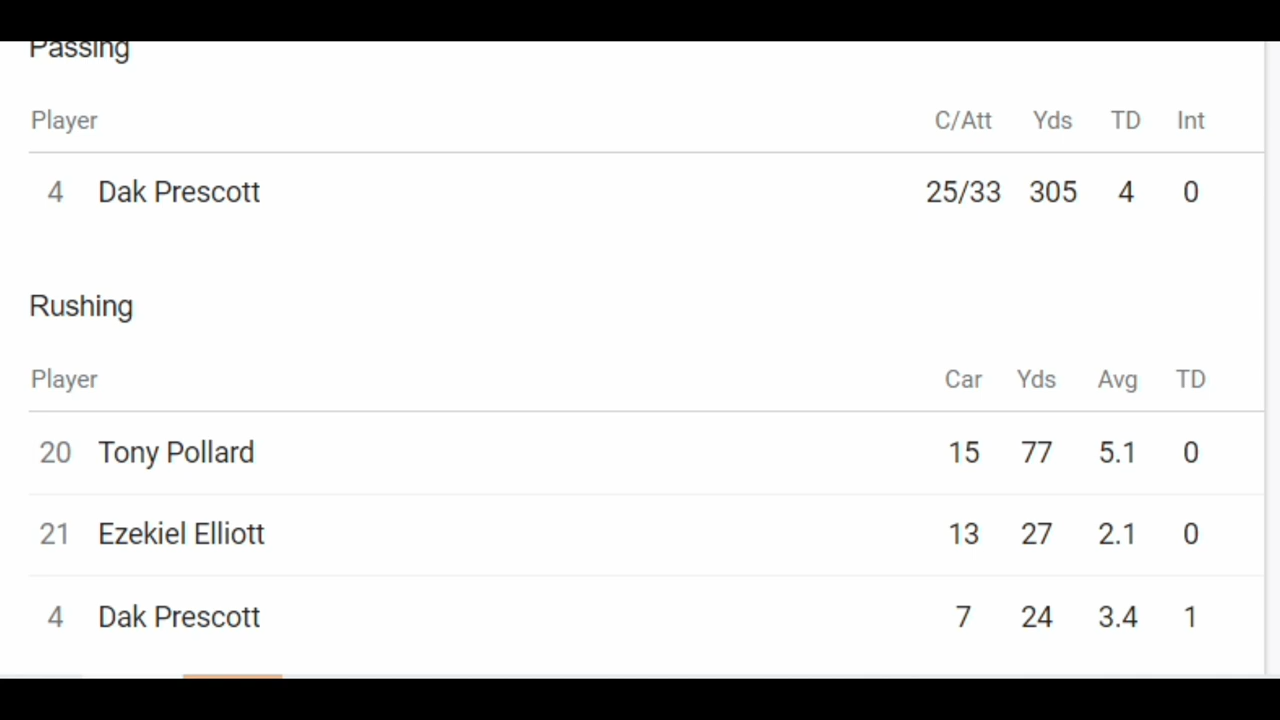 Passing
Player C/Att Yds TD Int
4 Dak Prescott 25/33 305 4 0
Rushing
Player Car Yds Avg TD
20 Tony Pollard 15 77 5.1 0
21 Ezekiel Elliott 13 27 2.1 0
4 Dak Prescott 7 24 3.4 1